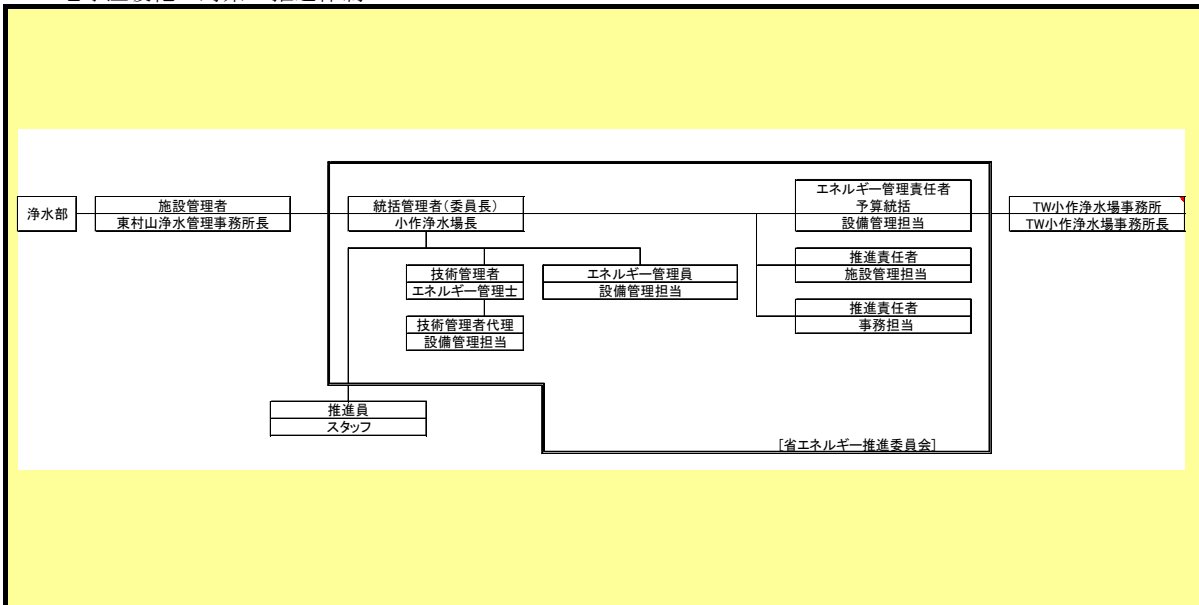 浄水部
施設管理者
東村山浄水管理事務所長
統括管理者（委員長）
小作浄水場長
エネルギー管理責任者
予算統括
設備管理担当
TW小作浄水場事務所
TW小作浄水場事務所長
推進責任者
施設管理担当
技術管理者
エネルギー管理士
エネルギー管理員
設備管理担当
推進責任者
事務担当
技術管理者代理
設備管理担当
推進員
スタッフ
[省エネルギー推進委員会]